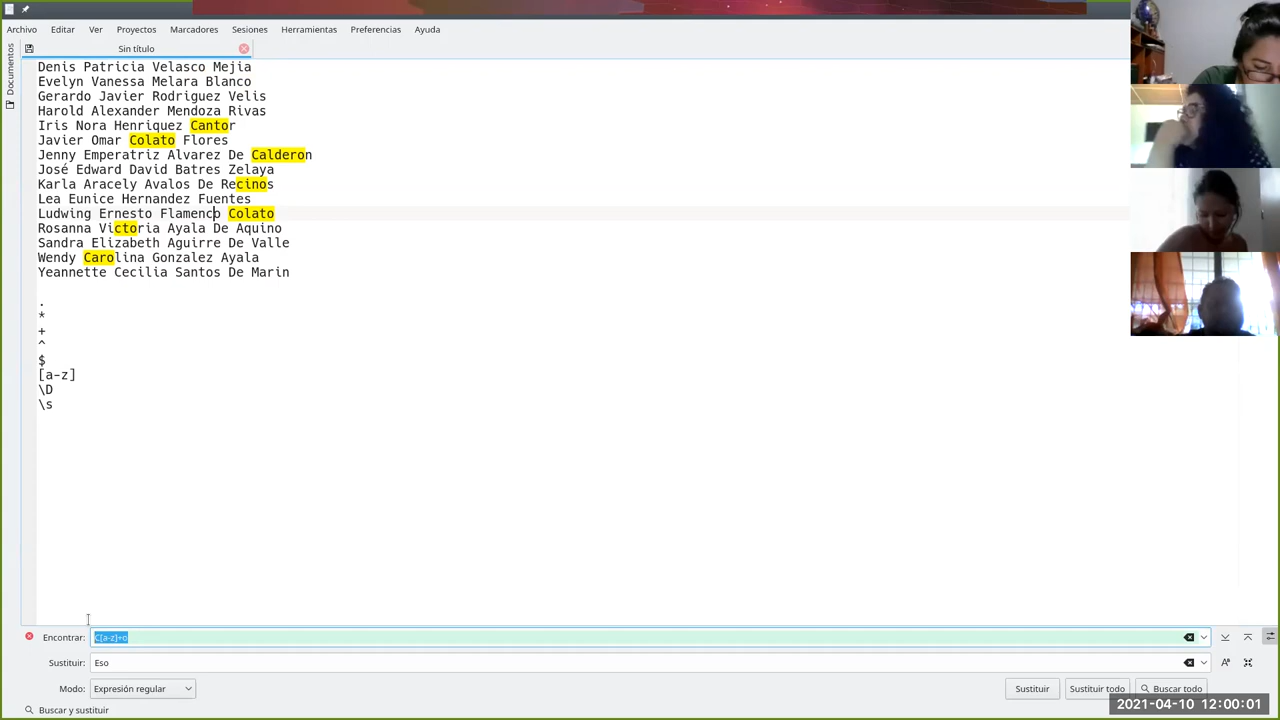 Archivo Editar Ver Proyectos Marcadores Sesiones Herramientas Preferencias Ayuda
Documentos
Sin título
Denis Patricia Velasco Mejia
Evelyn Vanessa Melara Blanco
Gerardo Javier Rodriguez Velis
Harold Alexander Mendoza Rivas
Iris Nora Henriquez Cantor
Javier Omar Colato Flores
Jenny Emperatriz Alvarez De Calderon
José Edward David Batres Zelaya
Karla Aracely Avalos De Recinos
Lea Eunice Hernandez Fuentes
Ludwing Ernesto Flamenco Colato
Rosanna Victoria Ayala De Aquino
Sandra Elizabeth Aguirre De Valle
Wendy Carolina Gonzalez Ayala
Yeannette Cecilia Santos De Marin
.
*
+
^
$
[a-z]
\D
\s
Encontrar: C[a-z]+o
Sustituir: Eso
Modo: Expresión regular Sustituir Sustituir todo Buscar todo
Buscar y sustituir
2021-04-10 12:00:01